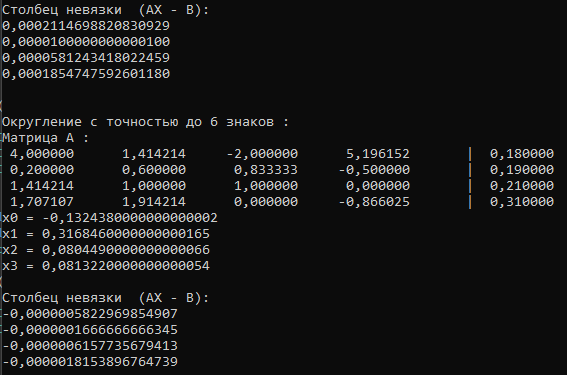 Столбец невязки (AX - B):
0,0002114698820830929
0,0000100000000000100
0,0000581243418022459
0,0001854747592601180
Округление с точностью до 6 знаков :
Матрица А :
4,000000 1,414214 -2,000000 5,196152 | 0,180000
0,200000 0,600000 0,833333 -0,500000 | 0,190000
1,414214 1,000000 1,000000 0,000000 | 0,210000
1,707107 1,914214 0,000000 -0,866025 | 0,310000
x0 = -0,1324380000000000002
x1 = 0,3168460000000000165
x2 = 0,0804490000000000066
x3 = 0,0813220000000000054
Столбец невязки (AX - B):
-0,0000005822969854907
-0,0000001666666666345
-0,0000006157735679413
-0,0000018153896764739